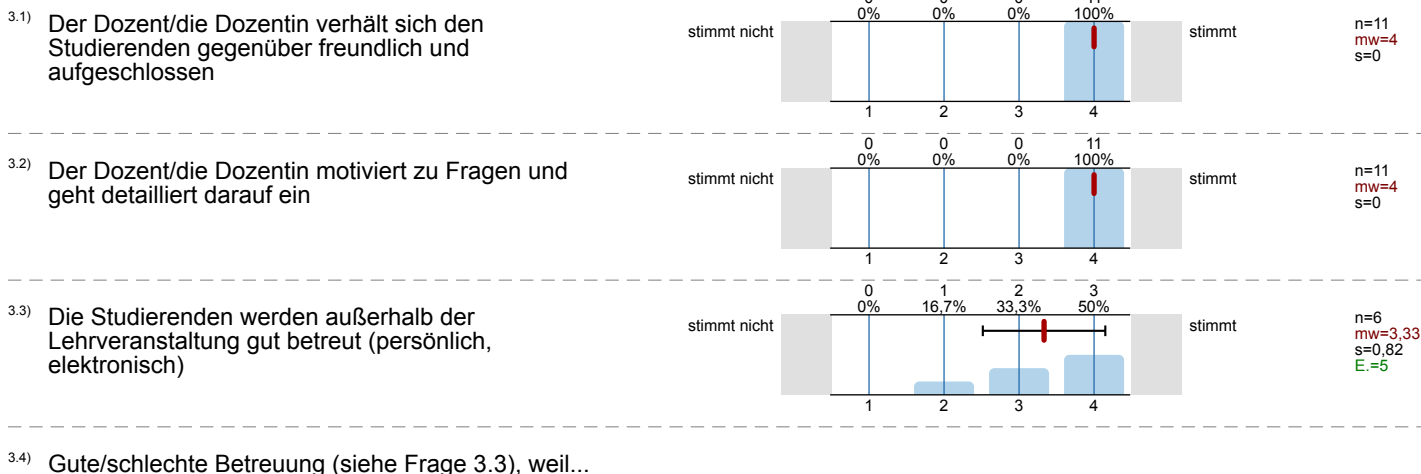 0 0 0 11
0% 0% 0% 100%
3.1) Der Dozent/die Dozentin verhält sich den
Studierenden gegenüber freundlich und
aufgeschlossen
stimmt nicht
stimmt
1 2 3 4
n=11
mw=4
s=0
0 0 0 11
0% 0% 0% 100%
3.2) Der Dozent/die Dozentin motiviert zu Fragen und
geht detailliert darauf ein
stimmt nicht
stimmt
1 2 3 4
n=11
mw=4
s=0
0 1 2 3
0% 16,7% 33,3% 50%
3.3) Die Studierenden werden außerhalb der
Lehrveranstaltung gut betreut (persönlich,
elektronisch)
stimmt nicht
stimmt
1 2 3 4
n=6
mw=3,33
s=0,82
E.=5
3.4) Gute/schlechte Betreuung (siehe Frage 3.3), weil...